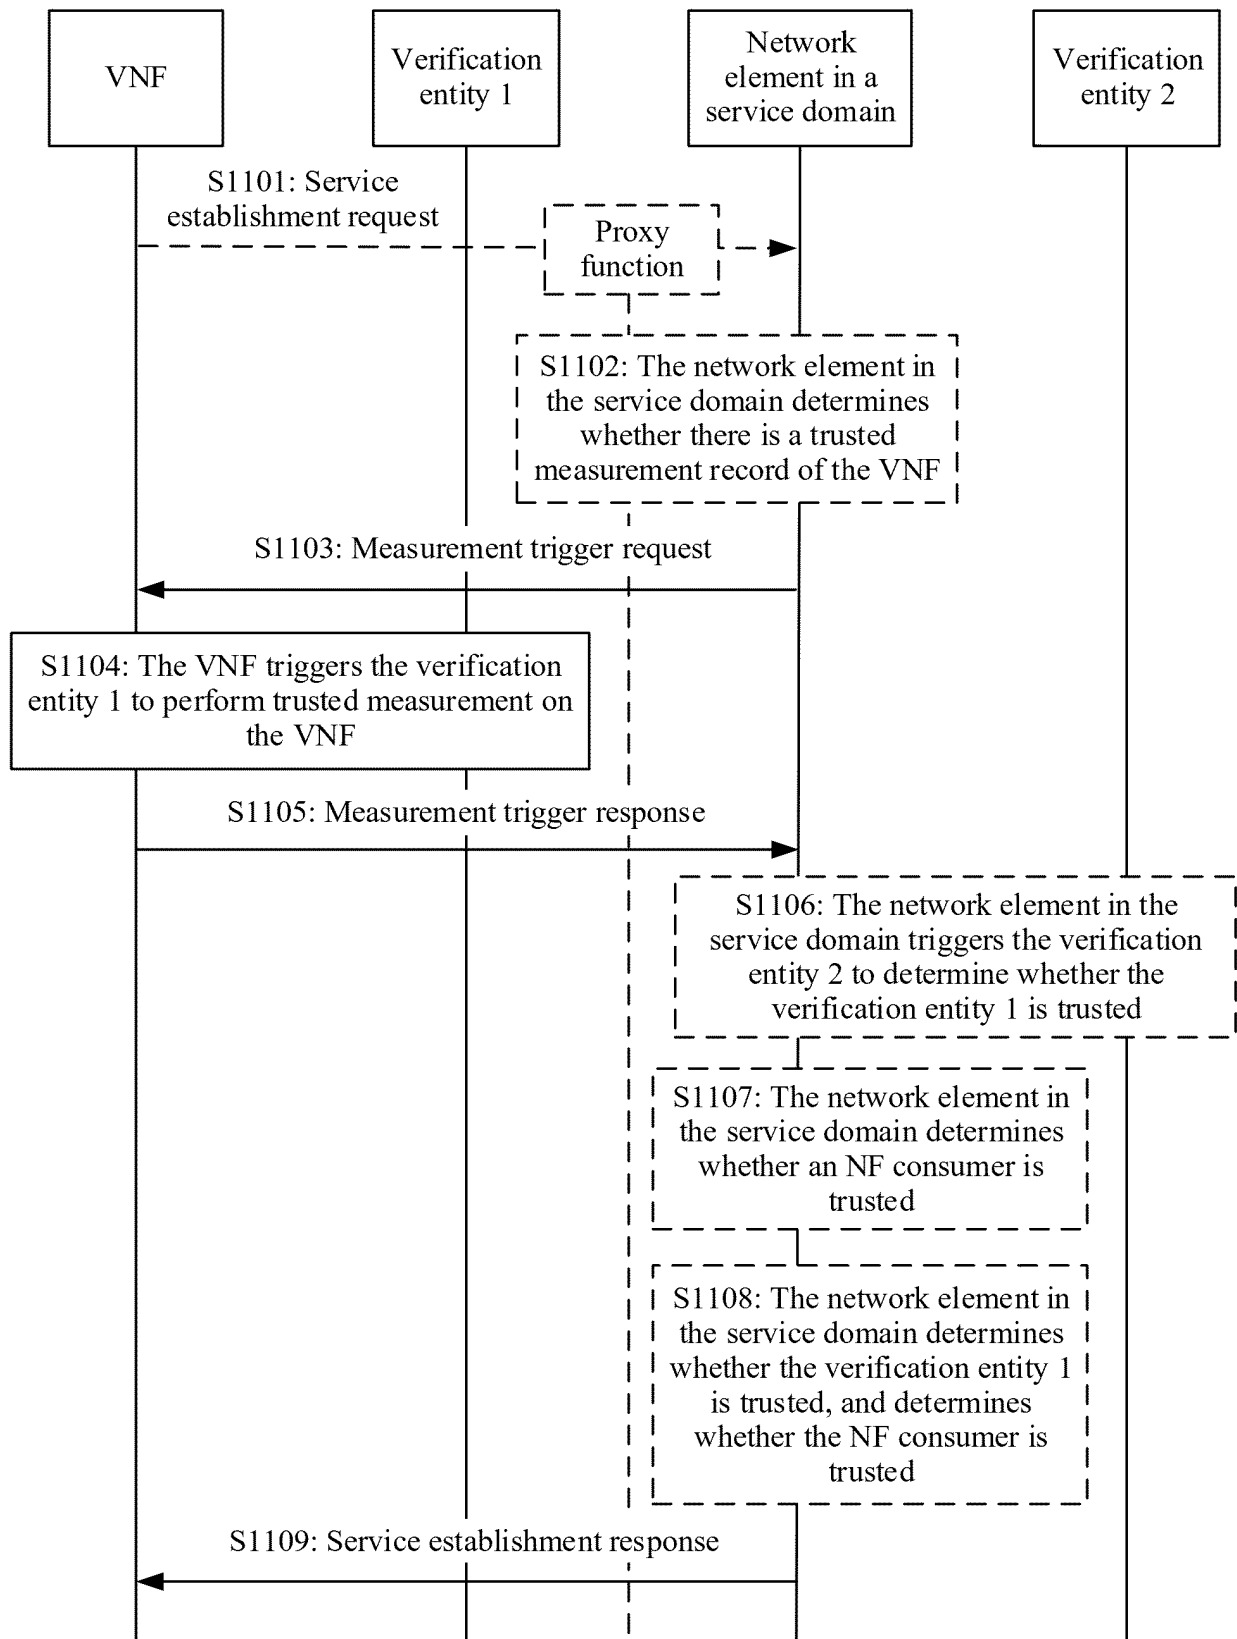 VNF
Verification
entity 1
Network
element in a
service domain
Verification
entity 2
S1101: Service
establishment request
Proxy
function
S1102: The network element in
the service domain determines
whether there is a trusted
measurement record of the VNF
S1103: Measurement trigger request
S1104: The VNF triggers the verification
entity 1 to perform trusted measurement on
the VNF
S1105: Measurement trigger response
S1106: The network element in the
service domain triggers the verification
entity 2 to determine whether the
verification entity 1 is trusted
S1107: The network element in
the service domain determines
whether an NF consumer is
trusted
S1108: The network element in
the service domain determines
whether the verification entity 1
is trusted, and determines
whether the NF consumer is
trusted
S1109: Service establishment response